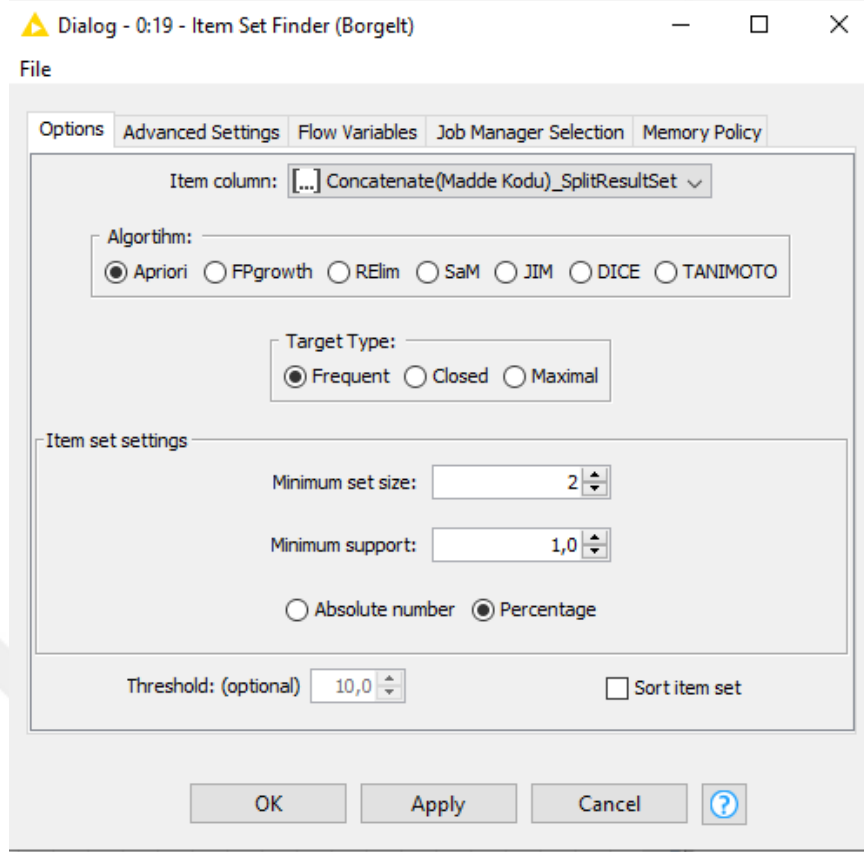 Dialog - 0:19 - Item Set Finder (Borgelt)
File
Options Advanced Settings Flow Variables Job Manager Selection Memory Policy
Item column: [...] Concatenate(Madde Kodu)_SplitResultSet
Algortihm:
Apriori FPgrowth RElim SaM JIM DICE TANIMOTO
Target Type:
Frequent Closed Maximal
Item set settings
Minimum set size: 2
Minimum support: 1,0
Absolute number Percentage
Threshold: (optional) 10,0 Sort item set
OK Apply Cancel ?